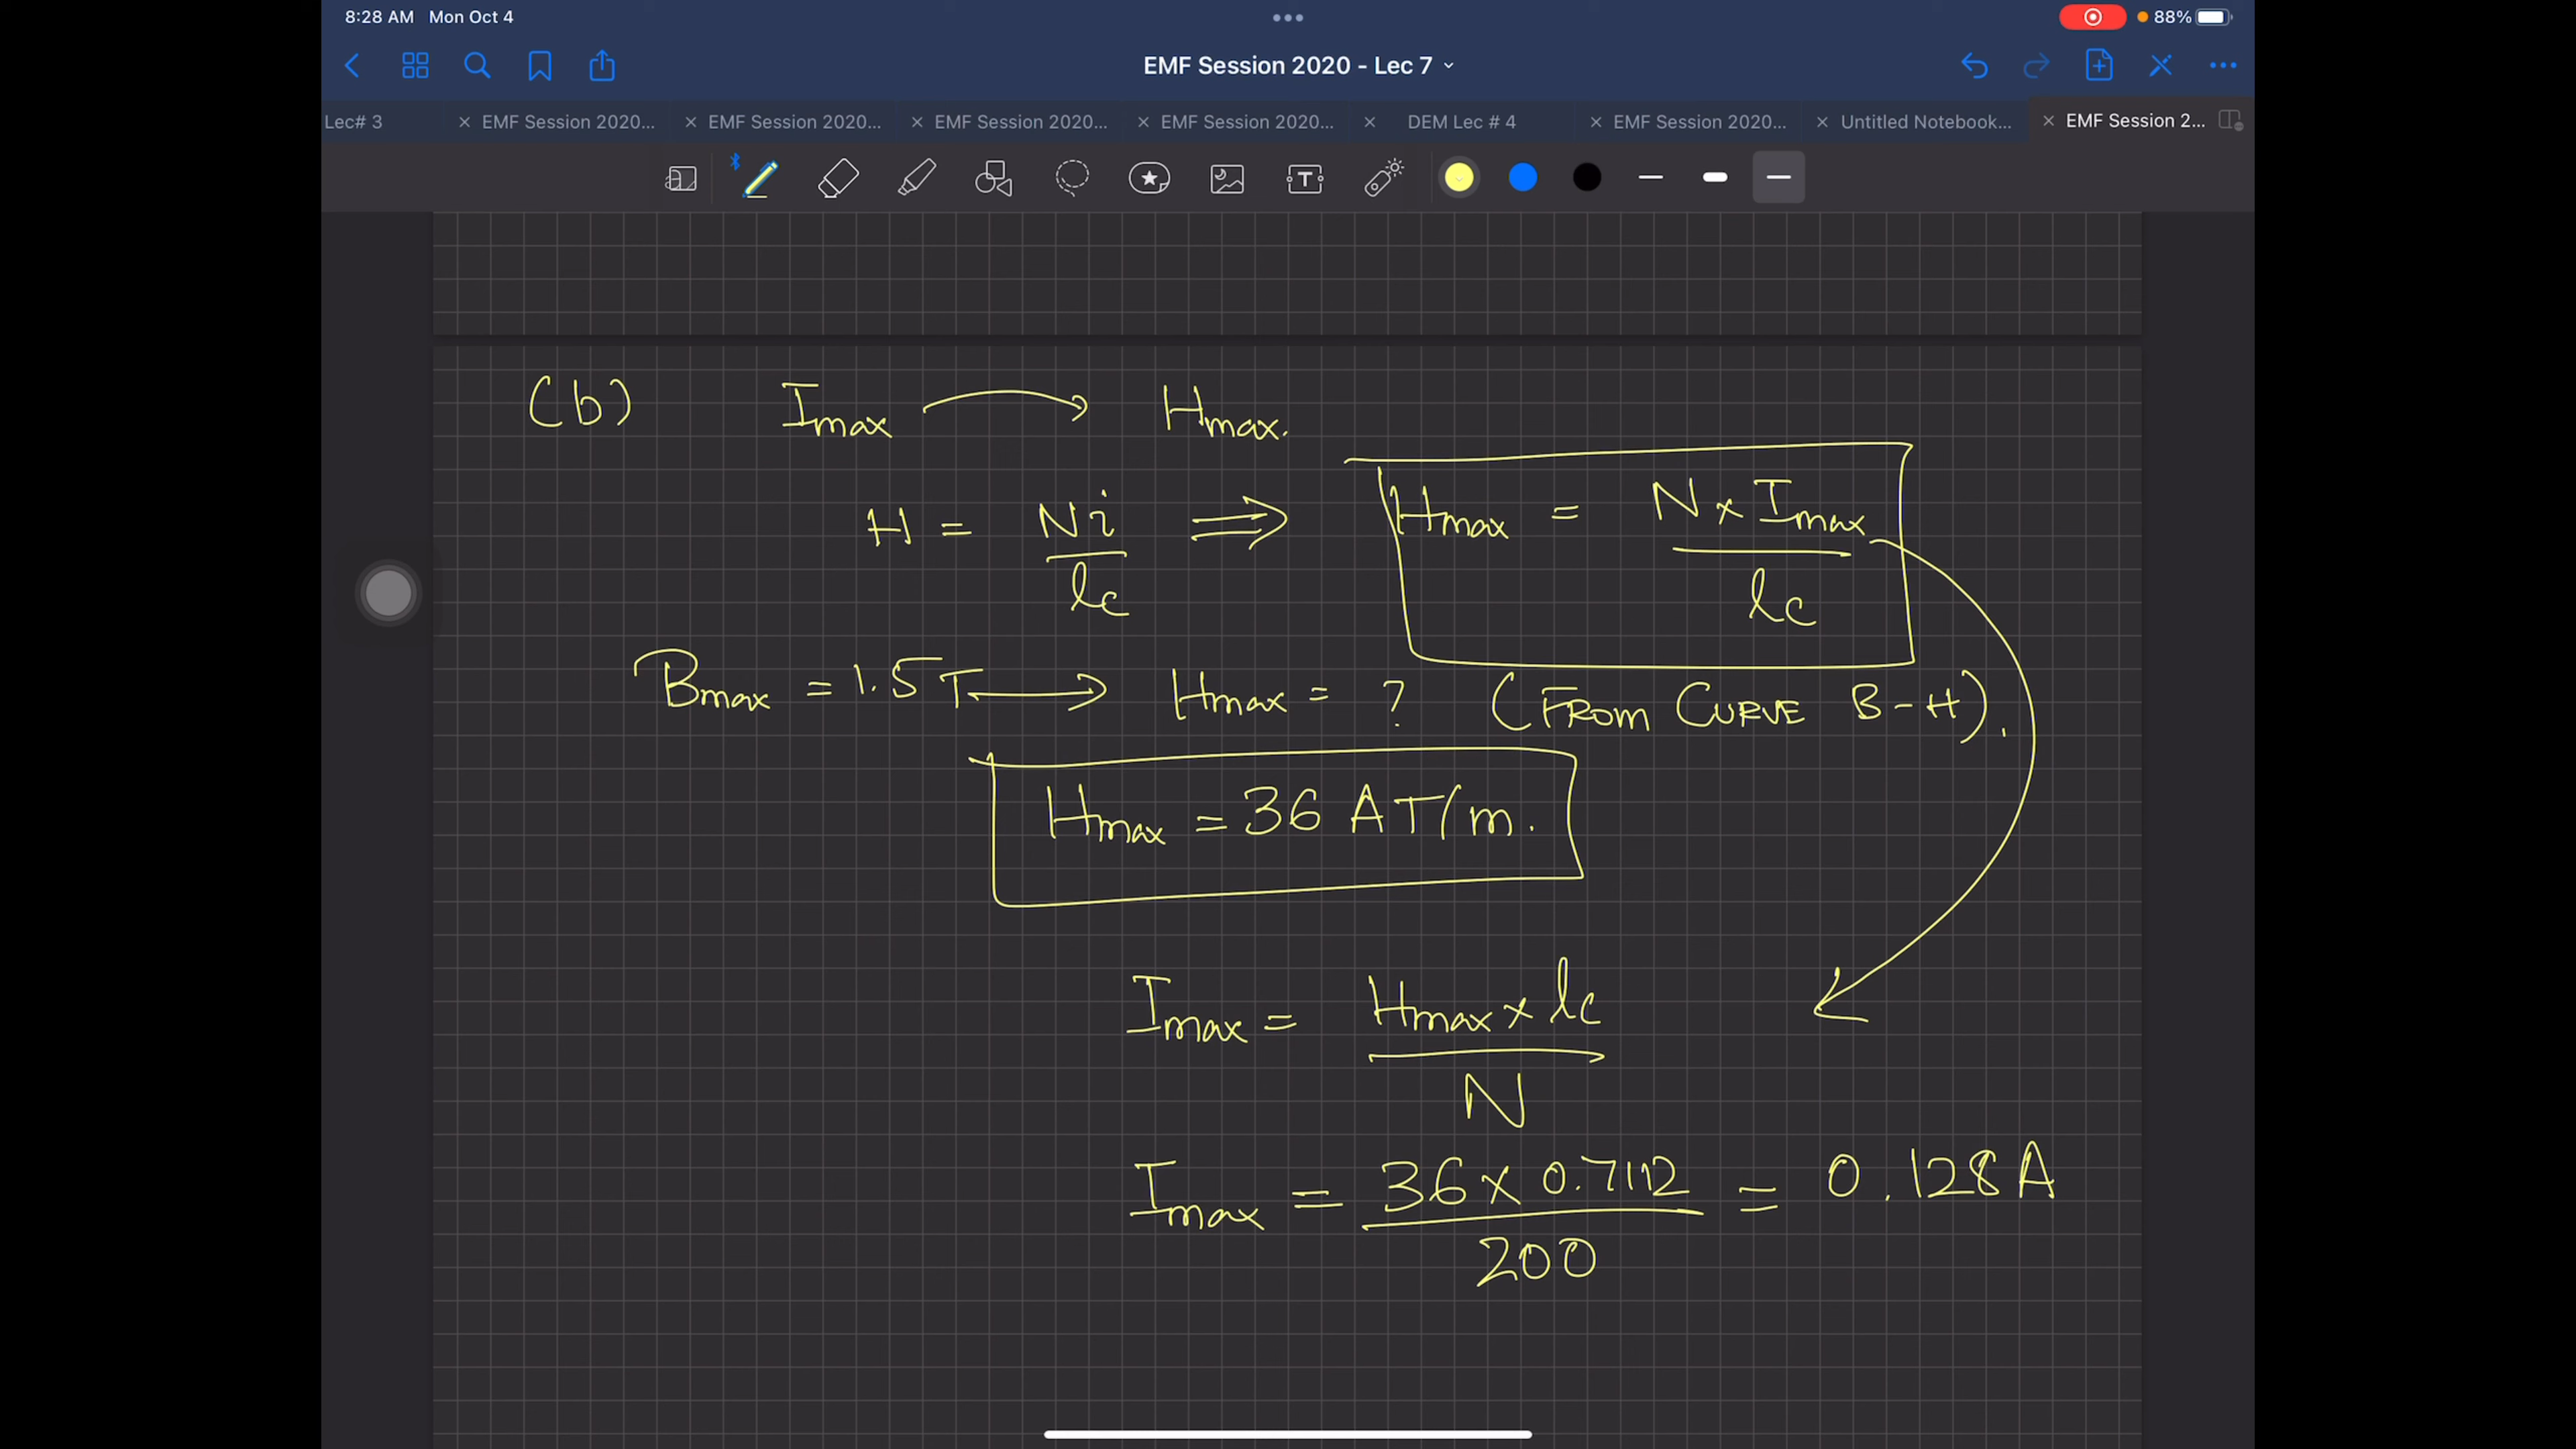 8:28 AM Mon Oct 4
88%
EMF Session 2020 - Lec 7
Lec# 3
EMF Session 2020...
EMF Session 2020...
EMF Session 2020...
EMF Session 2020...
DEM Lec # 4
EMF Session 2020...
Untitled Notebook...
EMF Session 2...
(b) Imax → Hmax.
H = Ni/lc ⇒ Hmax = N × Imax/lc
Bmax = 1.5 T → Hmax = ? (FROM CURVE B-H).
Hmax = 36 AT/m.
Imax = Hmax × lc/N
Imax = 36 × 0.7112/200 = 0.128 A